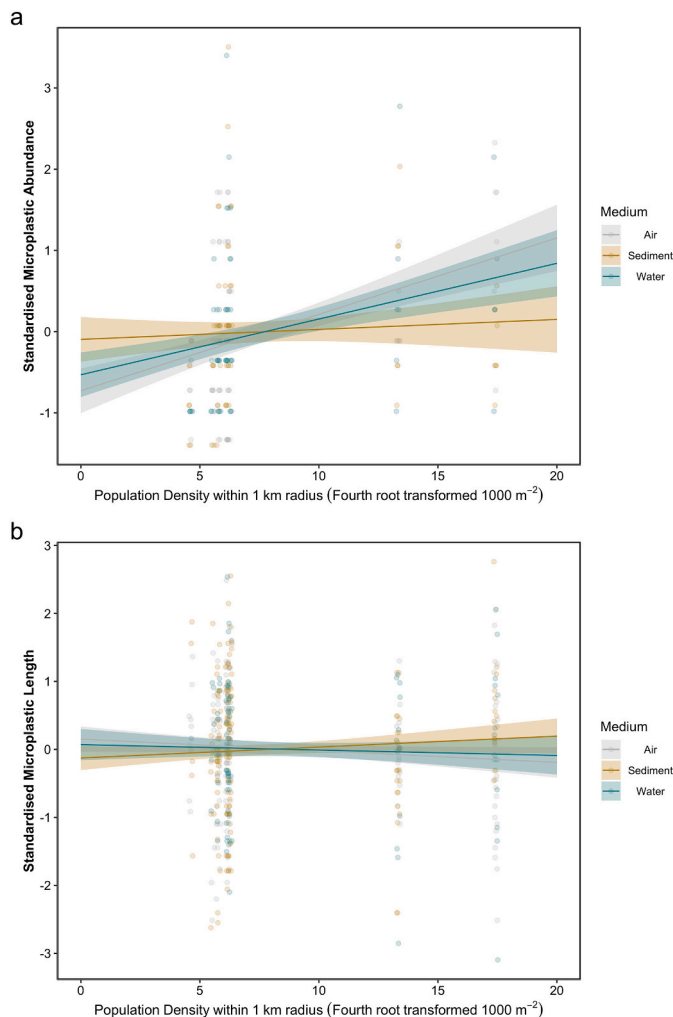 a
Standardised Microplastic Abundance
3
2
1
0
-1
0 5 10 15 20
Population Density within 1 km radius (Fourth root transformed 1000 m⁻²)
Medium
Air
Sediment
Water
b
Standardised Microplastic Length
3
2
1
0
-1
-2
-3
0 5 10 15 20
Population Density within 1 km radius (Fourth root transformed 1000 m⁻²)
Medium
Air
Sediment
Water